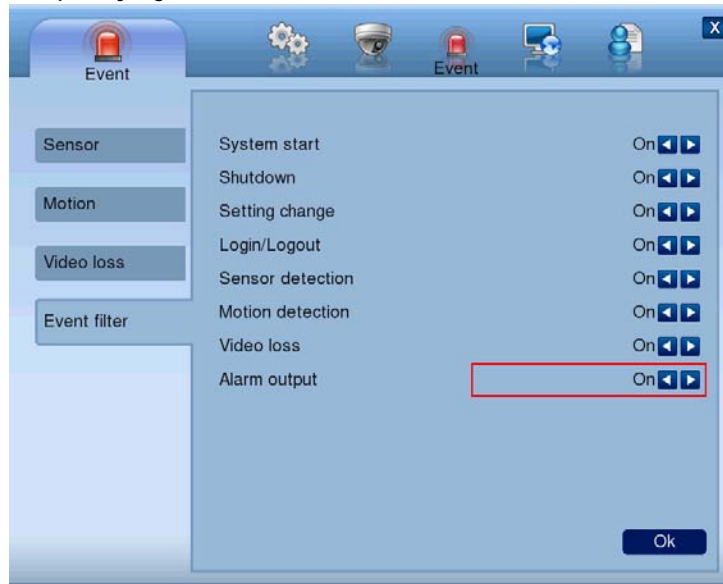 X
Event
Event
Sensor
Motion
Video loss
Event filter
System start On
Shutdown On
Setting change On
Login/Logout On
Sensor detection On
Motion detection On
Video loss On
Alarm output On
Ok